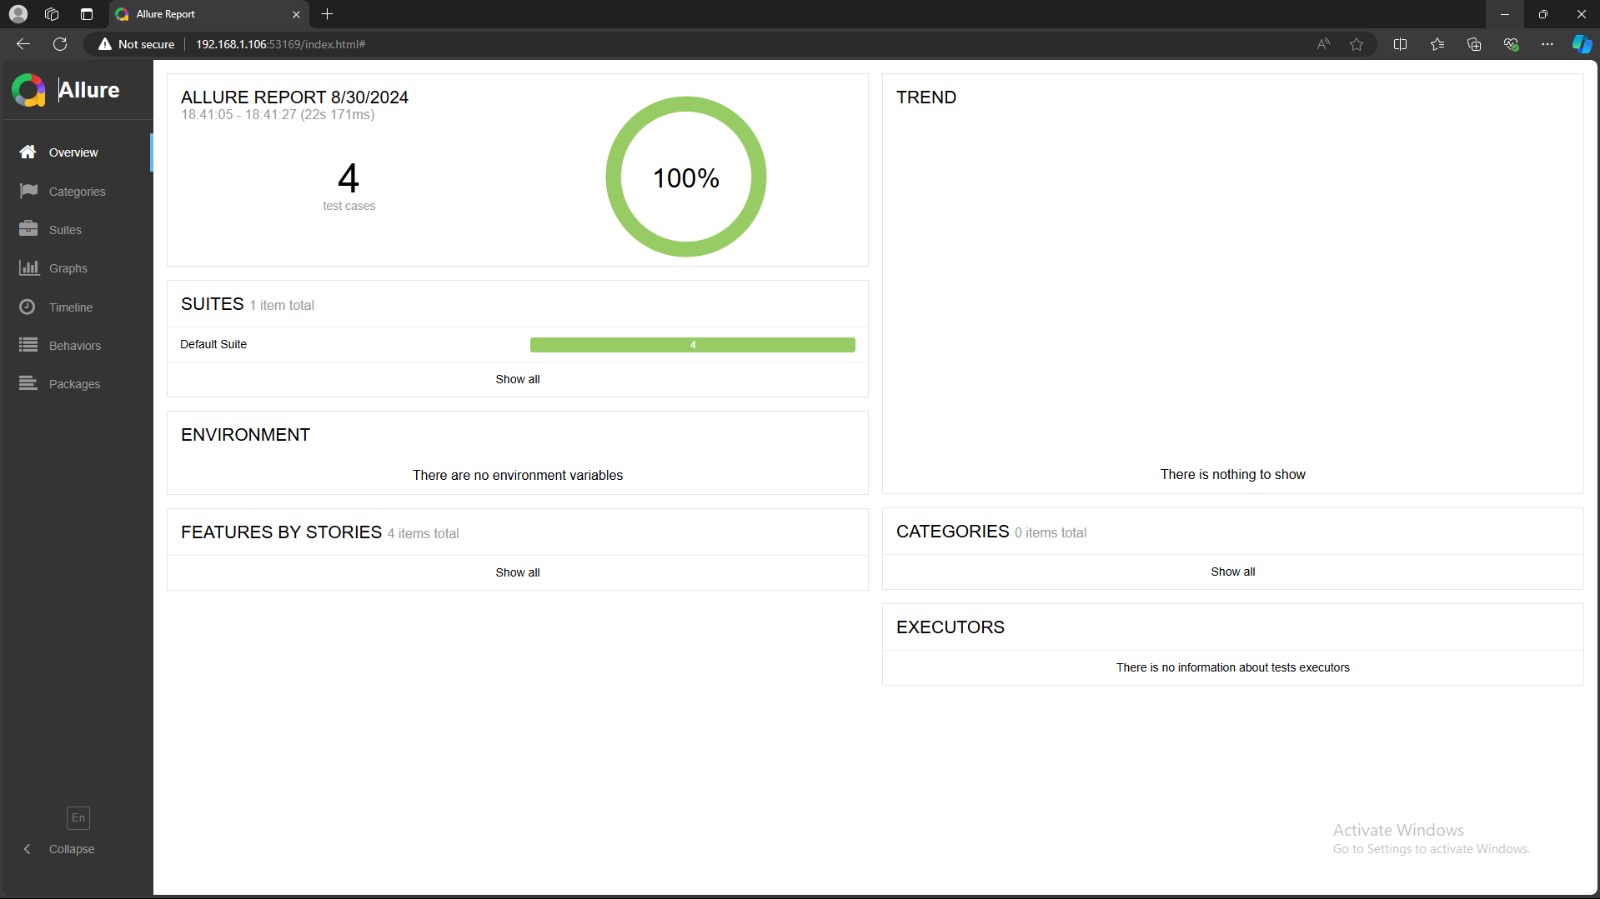 Allure Report
Not secure
192.168.1.106:53169/index.html#
Allure
Overview
Categories
Suites
Graphs
Timeline
Behaviors
Packages
En
Collapse
ALLURE REPORT 8/30/2024
18:41:05 - 18:41:27 (22s 171ms)
4
test cases
100%
SUITES 1 item total
Default Suite
4
Show all
ENVIRONMENT
There are no environment variables
FEATURES BY STORIES 4 items total
Show all
TREND
There is nothing to show
CATEGORIES 0 items total
Show all
EXECUTORS
There is no information about tests executors
Activate Windows
Go to Settings to activate Windows.